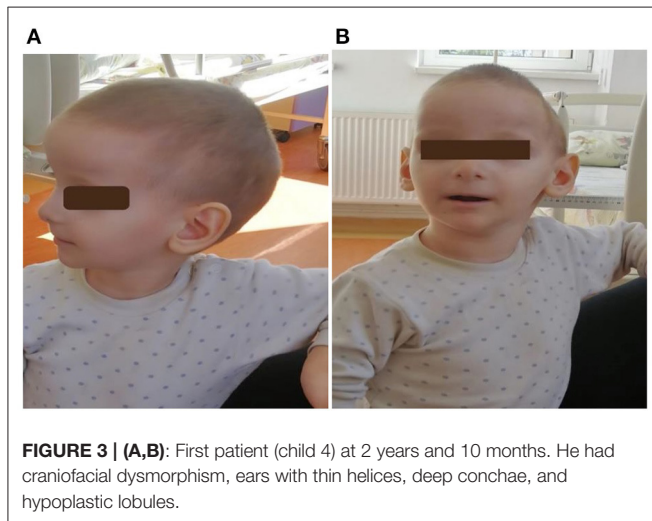 A
B
FIGURE 3 | (A,B): First patient (child 4) at 2 years and 10 months. He had
craniofacial dysmorphism, ears with thin helices, deep conchae, and
hypoplastic lobules.